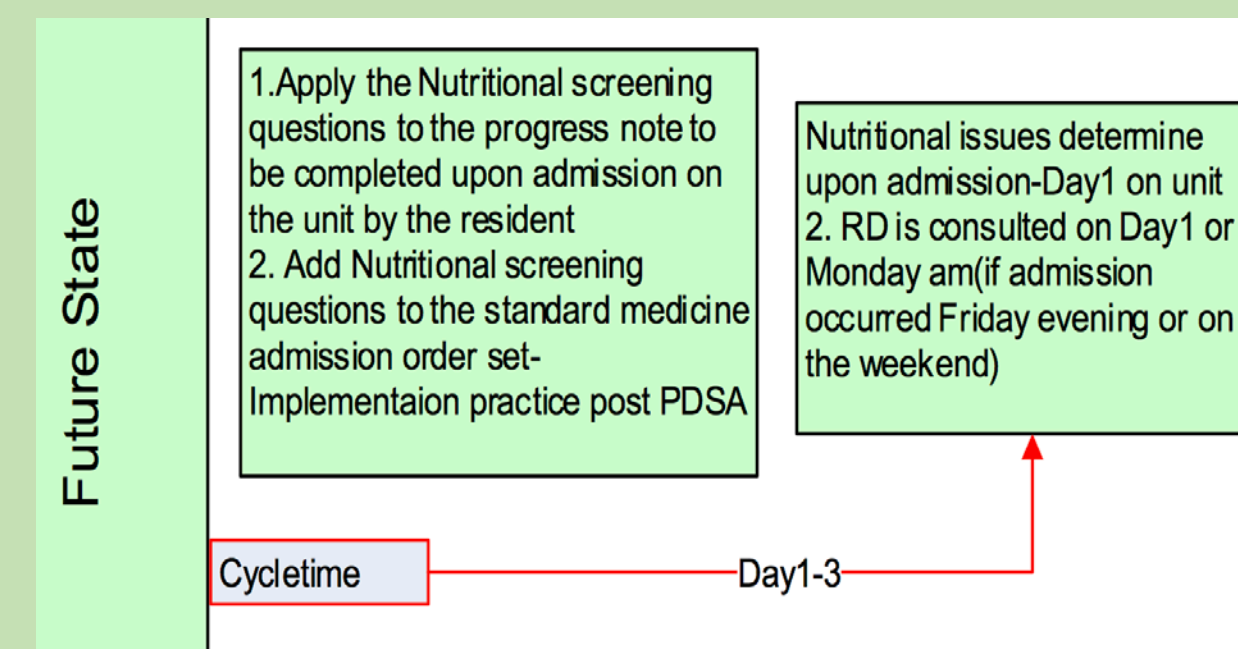 Future State
1.Apply the Nutritional screening
questions to the progress note to
be completed upon admission on
the unit by the resident
2. Add Nutritional screening
questions to the standard medicine
admission order set-
Implementaion practice post PDSA
Nutritional issues determine
upon admission-Day1 on unit
2. RD is consulted on Day1 or
Monday am(if admission
occurred Friday evening or on
the weekend)
Cycletime
Day1-3